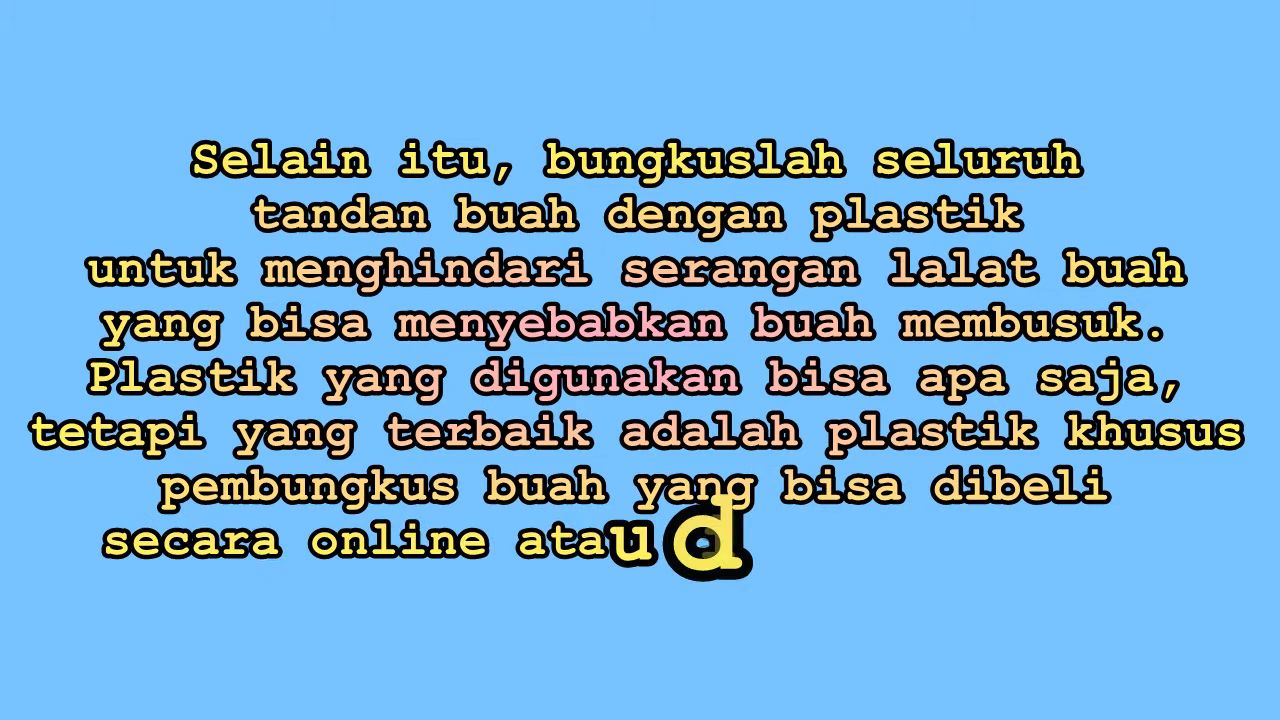 Selain itu, bungkuslah seluruh
tandan buah dengan plastik
untuk menghindari serangan lalat buah
yang bisa menyebabkan buah membusuk.
Plastik yang digunakan bisa apa saja,
tetapi yang terbaik adalah plastik khusus
pembungkus buah yang bisa dibeli
secara online atau d